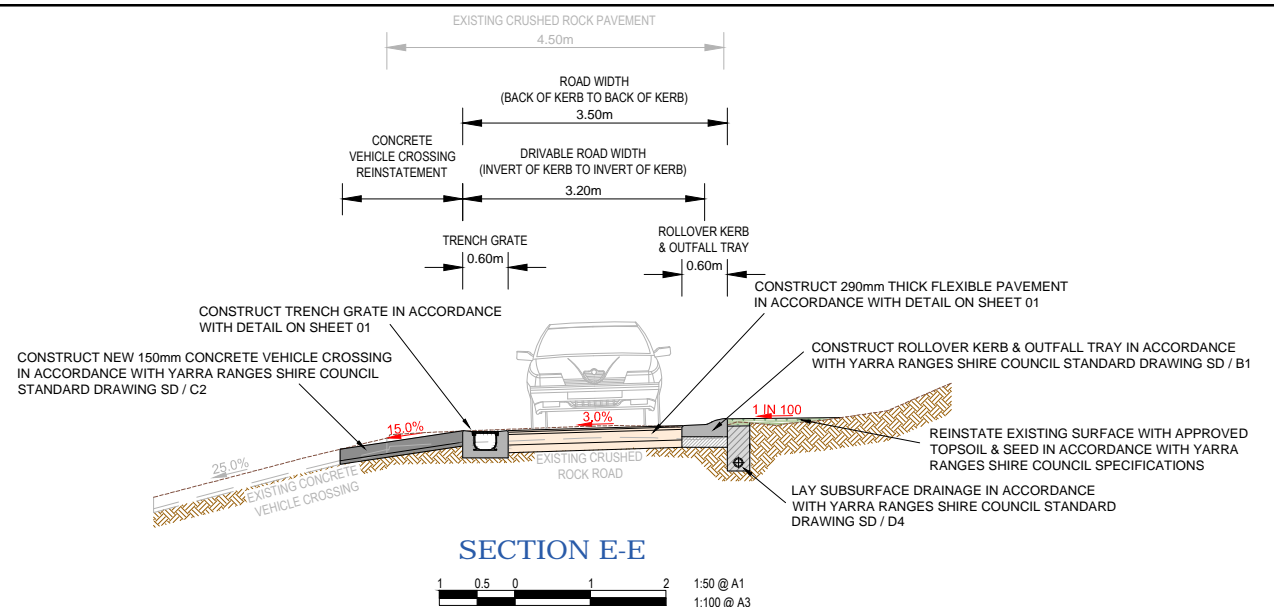 EXISTING CRUSHED ROCK PAVEMENT
4.50m
ROAD WIDTH
(BACK OF KERB TO BACK OF KERB)
3.50m
CONCRETE
VEHICLE CROSSING
REINSTATEMENT
DRIVABLE ROAD WIDTH
(INVERT OF KERB TO INVERT OF KERB)
3.20m
TRENCH GRATE
0.60m
ROLLOVER KERB
& OUTFALL TRAY
0.60m
CONSTRUCT 290mm THICK FLEXIBLE PAVEMENT
IN ACCORDANCE WITH DETAIL ON SHEET 01
CONSTRUCT TRENCH GRATE IN ACCORDANCE
WITH DETAIL ON SHEET 01
CONSTRUCT NEW 150mm CONCRETE VEHICLE CROSSING
IN ACCORDANCE WITH YARRA RANGES SHIRE COUNCIL
STANDARD DRAWING SD / C2
CONSTRUCT ROLLOVER KERB & OUTFALL TRAY IN ACCORDANCE
WITH YARRA RANGES SHIRE COUNCIL STANDARD DRAWING SD / B1
25.0%
15.0%
3.0%
1 IN 100
EXISTING CONCRETE
VEHICLE CROSSING
EXISTING CRUSHED
ROCK ROAD
REINSTATE EXISTING SURFACE WITH APPROVED
TOPSOIL & SEED IN ACCORDANCE WITH YARRA
RANGES SHIRE COUNCIL SPECIFICATIONS
LAY SUBSURFACE DRAINAGE IN ACCORDANCE
WITH YARRA RANGES SHIRE COUNCIL STANDARD
DRAWING SD / D4
SECTION E-E
1 0.5 0 1 2 1:50 @ A1
1:100 @ A3